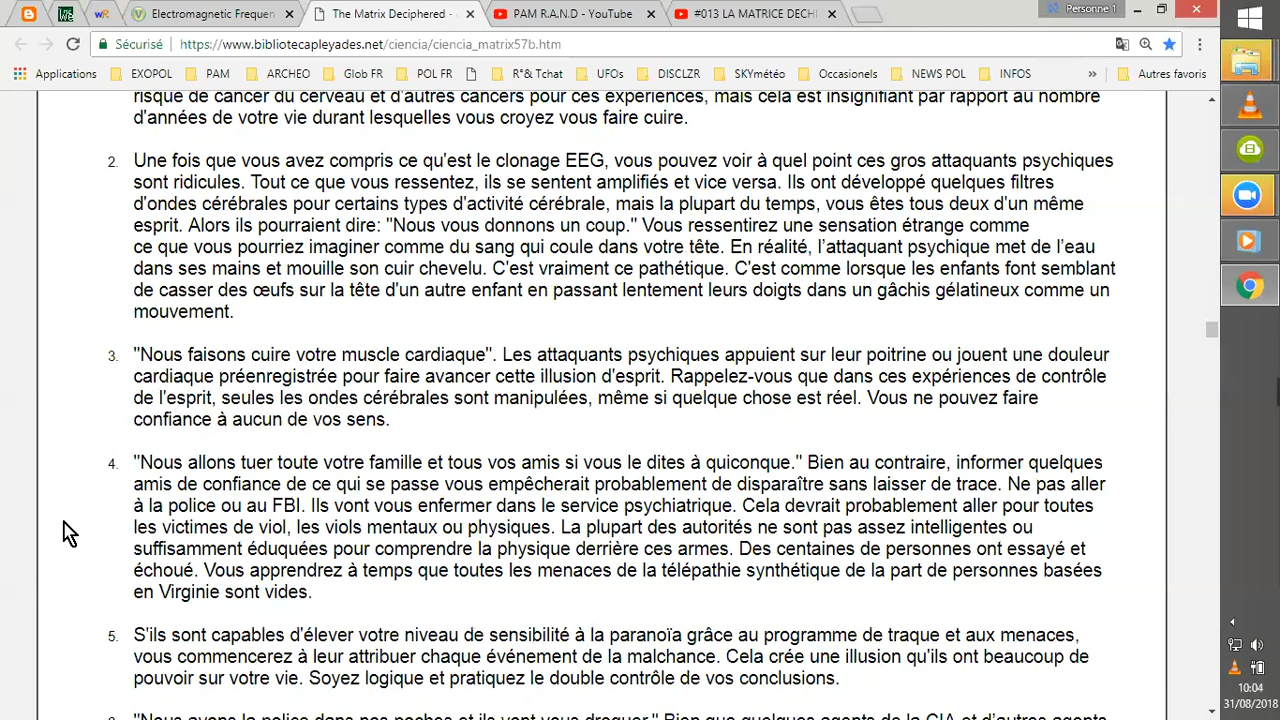 Personne 1
Electromagnetic Frequen
The Matrix Deciphered -
PAM R.A.N.D - YouTube
#013 LA MATRICE DECH
Sécurisé
https://www.bibliotecapleyades.net/ciencia/ciencia_matrix57b.htm
Applications EXOPOL PAM ARCHEO Glob FR POL FR R°& Tchat UFOs DISCLZR SKYmétéo Occasionels NEWS POL INFOS » Autres favoris
risque de cancer du cerveau et d'autres cancers pour ces expériences, mais cela est insignifiant par rapport au nombre
d'années de votre vie durant lesquelles vous croyez vous faire cuire.
2. Une fois que vous avez compris ce qu'est le clonage EEG, vous pouvez voir à quel point ces gros attaquants psychiques
sont ridicules. Tout ce que vous ressentez, ils se sentent amplifiés et vice versa. Ils ont développé quelques filtres
d'ondes cérébrales pour certains types d'activité cérébrale, mais la plupart du temps, vous êtes tous deux d'un même
esprit. Alors ils pourraient dire: "Nous vous donnons un coup." Vous ressentirez une sensation étrange comme
ce que vous pourriez imaginer comme du sang qui coule dans votre tête. En réalité, l'attaquant psychique met de l'eau
dans ses mains et mouille son cuir chevelu. C'est vraiment ce pathétique. C'est comme lorsque les enfants font semblant
de casser des œufs sur la tête d'un autre enfant en passant lentement leurs doigts dans un gâchis gélatineux comme un
mouvement.
3. "Nous faisons cuire votre muscle cardiaque". Les attaquants psychiques appuient sur leur poitrine ou jouent une douleur
cardiaque préenregistrée pour faire avancer cette illusion d'esprit. Rappelez-vous que dans ces expériences de contrôle
de l'esprit, seules les ondes cérébrales sont manipulées, même si quelque chose est réel. Vous ne pouvez faire
confiance à aucun de vos sens.
4. "Nous allons tuer toute votre famille et tous vos amis si vous le dites à quiconque." Bien au contraire, informer quelques
amis de confiance de ce qui se passe vous empêcherait probablement de disparaître sans laisser de trace. Ne pas aller
à la police ou au FBI. Ils vont vous enfermer dans le service psychiatrique. Cela devrait probablement aller pour toutes
les victimes de viol, les viols mentaux ou physiques. La plupart des autorités ne sont pas assez intelligentes ou
suffisamment éduquées pour comprendre la physique derrière ces armes. Des centaines de personnes ont essayé et
échoué. Vous apprendrez à temps que toutes les menaces de la télépathie synthétique de la part de personnes basées
en Virginie sont vides.
5. S'ils sont capables d'élever votre niveau de sensibilité à la paranoïa grâce au programme de traque et aux menaces,
vous commencerez à leur attribuer chaque événement de la malchance. Cela crée une illusion qu'ils ont beaucoup de
pouvoir sur votre vie. Soyez logique et pratiquez le double contrôle de vos conclusions.
"Nous avons la police dans nos poches et ils vont vous droguer." Bien que quelques agents de la CIA et d'autres agents
10:04
31/08/2018